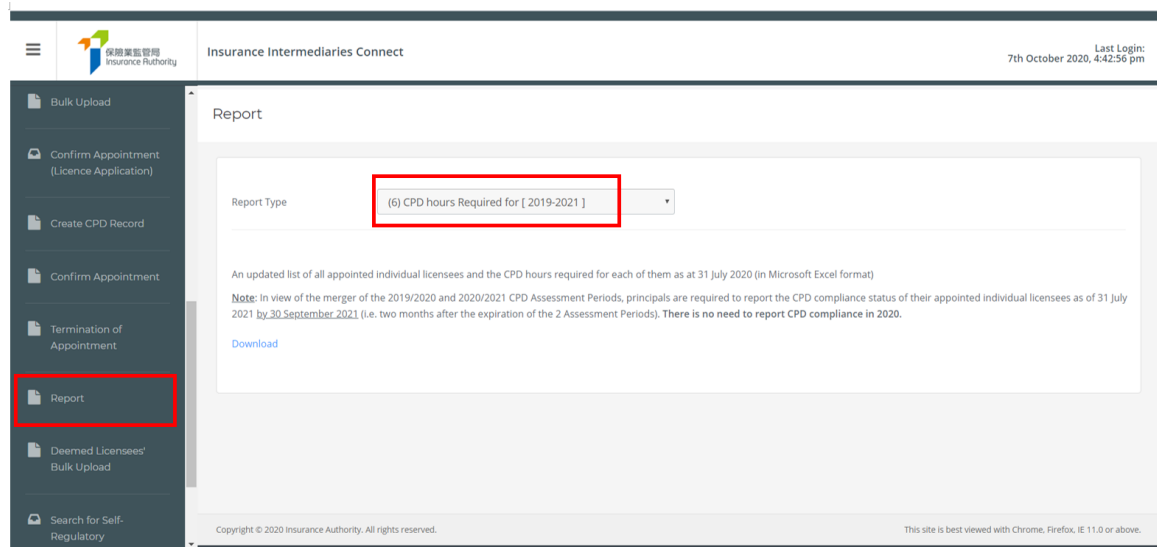 保險業監管局
Insurance Authority
Insurance Intermediaries Connect
Last Login:
7th October 2020, 4:42:56 pm
Bulk Upload
Confirm Appointment
(Licence Application)
Create CPD Record
Confirm Appointment
Termination of
Appointment
Report
Deemed Licensees'
Bulk Upload
Search for Self-
Regulatory
Report
Report Type
(6) CPD hours Required for [ 2019-2021 ]
An updated list of all appointed individual licensees and the CPD hours required for each of them as at 31 July 2020 (in Microsoft Excel format)
Note: In view of the merger of the 2019/2020 and 2020/2021 CPD Assessment Periods, principals are required to report the CPD compliance status of their appointed individual licensees as of 31 July
2021 by 30 September 2021 (i.e. two months after the expiration of the 2 Assessment Periods). There is no need to report CPD compliance in 2020.
Download
Copyright © 2020 Insurance Authority. All rights reserved.
This site is best viewed with Chrome, Firefox, IE 11.0 or above.